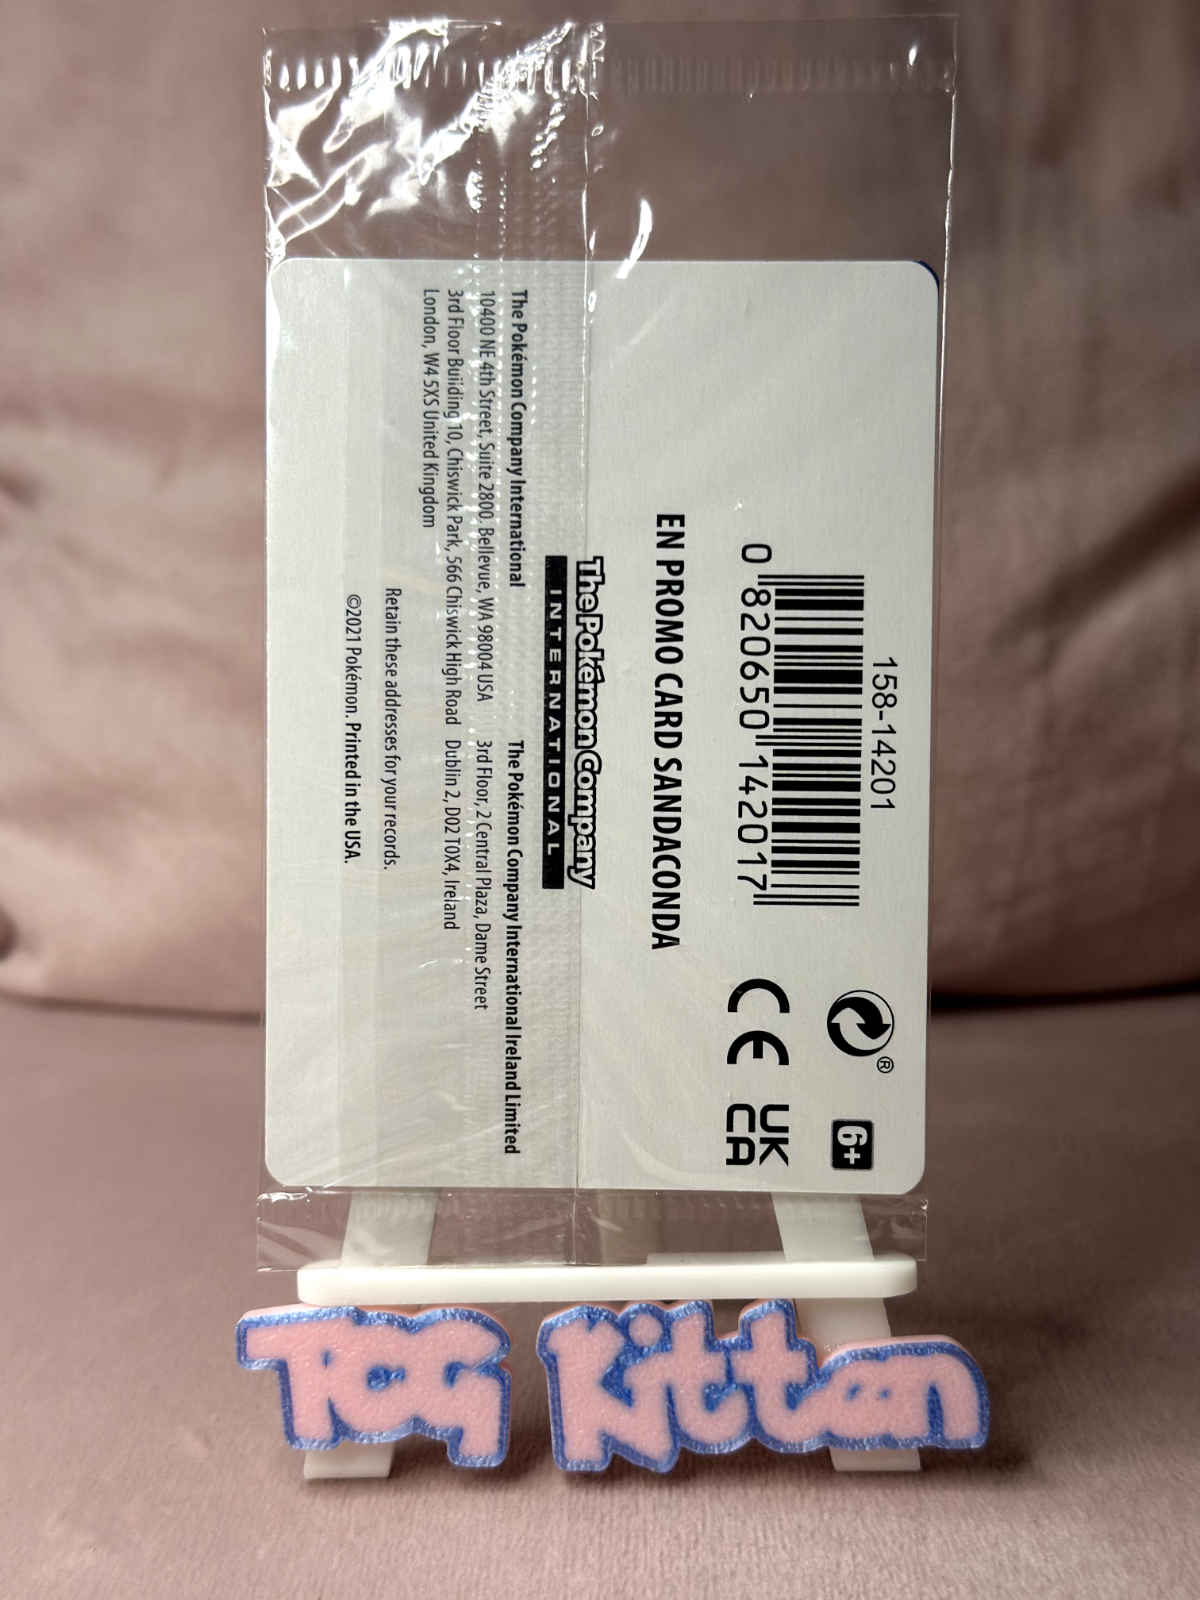 158-14201
0 820650 142017
6+
CE
UK
CA
EN PROMO CARD SANDACONDA
The Pokémon Company
INTERNATIONAL
The Pokémon Company International
10400 NE 4th Street, Suite 2800, Bellevue, WA 98004 USA
3rd Floor Building 10, Chiswick Park, 566 Chiswick High Road
London, W4 5XS United Kingdom
The Pokémon Company International Ireland Limited
3rd Floor, 2 Central Plaza, Dame Street
Dublin 2, D02 T0X4, Ireland
Retain these addresses for your records.
©2021 Pokémon. Printed in the USA.
TCG Kitten